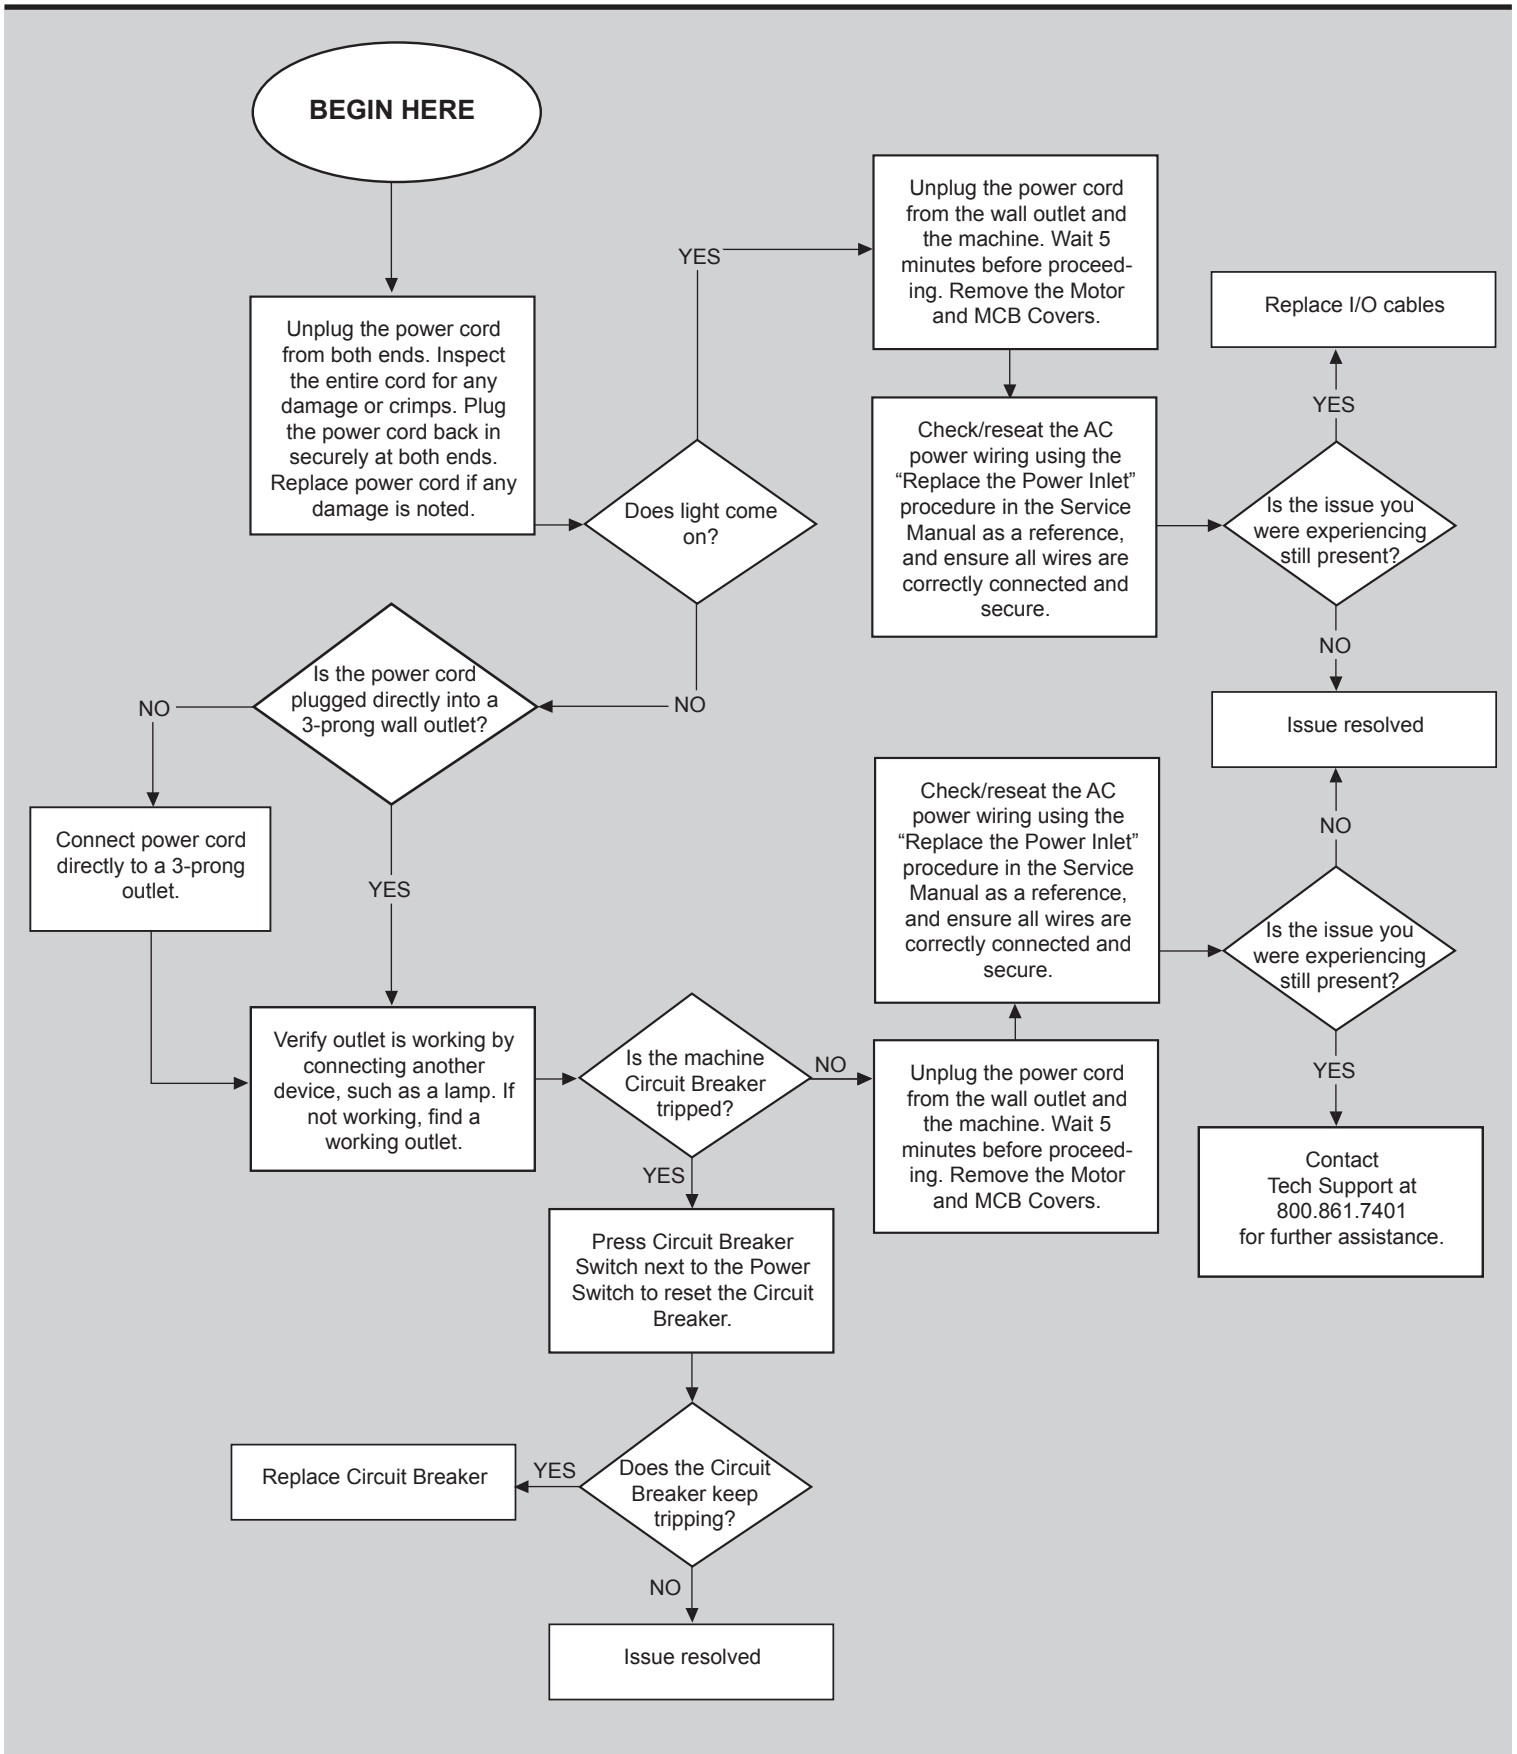 BEGIN HERE
Unplug the power cord
from both ends. Inspect
the entire cord for any
damage or crimps. Plug
the power cord back in
securely at both ends.
Replace power cord if any
damage is noted.
Does light come
on?
YES
Unplug the power cord
from the wall outlet and
the machine. Wait 5
minutes before proceed-
ing. Remove the Motor
and MCB Covers.
Check/reseat the AC
power wiring using the
“Replace the Power Inlet”
procedure in the Service
Manual as a reference,
and ensure all wires are
correctly connected and
secure.
Is the issue you
were experiencing
still present?
YES
Replace I/O cables
NO
Issue resolved
NO
Is the power cord
plugged directly into a
3-prong wall outlet?
NO
Connect power cord
directly to a 3-prong
outlet.
YES
Verify outlet is working by
connecting another
device, such as a lamp. If
not working, find a
working outlet.
Is the machine
Circuit Breaker
tripped?
NO
Unplug the power cord
from the wall outlet and
the machine. Wait 5
minutes before proceed-
ing. Remove the Motor
and MCB Covers.
Check/reseat the AC
power wiring using the
“Replace the Power Inlet”
procedure in the Service
Manual as a reference,
and ensure all wires are
correctly connected and
secure.
Is the issue you
were experiencing
still present?
NO
YES
Contact
Tech Support at
800.861.7401
for further assistance.
YES
Press Circuit Breaker
Switch next to the Power
Switch to reset the Circuit
Breaker.
Does the Circuit
Breaker keep
tripping?
YES
Replace Circuit Breaker
NO
Issue resolved